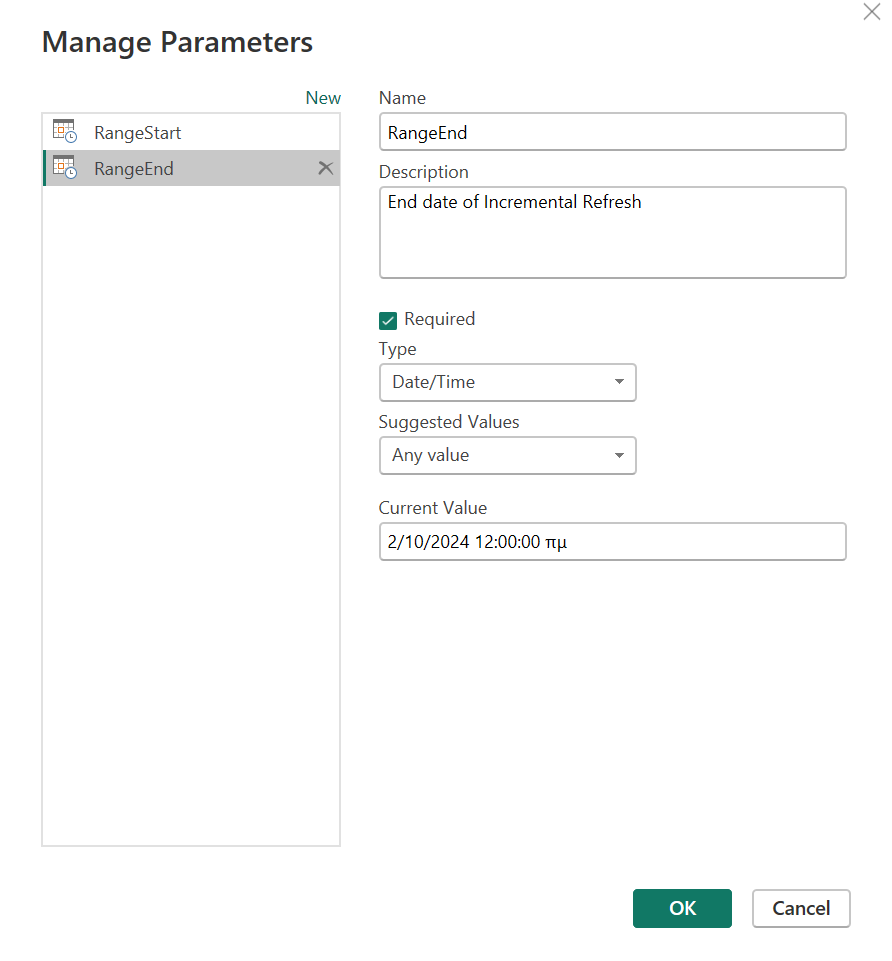 Manage Parameters
New
RangeStart
RangeEnd
Name
RangeEnd
Description
End date of Incremental Refresh
Required
Type
Date/Time
Suggested Values
Any value
Current Value
2/10/2024 12:00:00 πμ
OK
Cancel